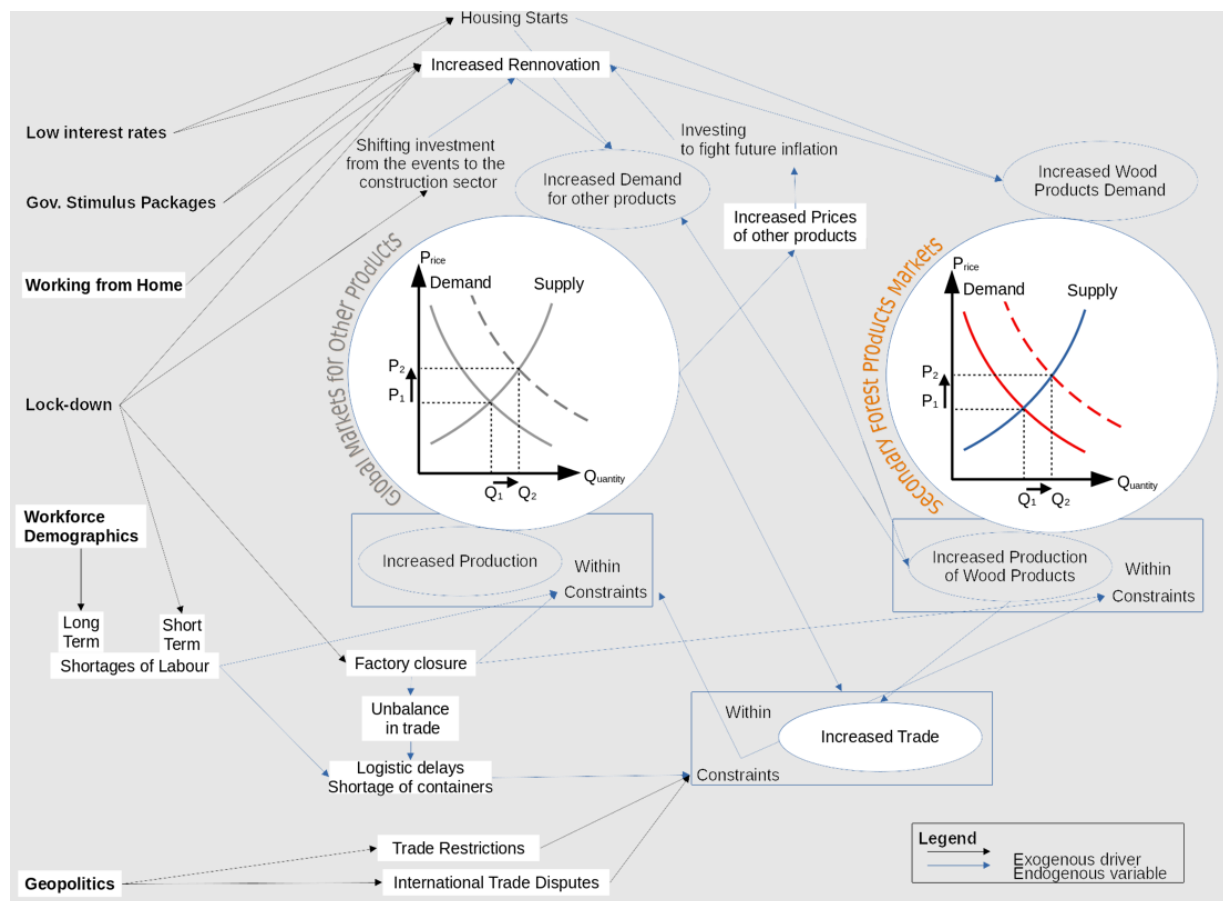 Housing Starts
Increased Rennovation
Low interest rates
Shifting investment
from the events to the
construction sector
Investing
to fight future inflation
Increased Demand
for other products
Increased Wood
Products Demand
Gov. Stimulus Packages
Increased Prices
of other products
Working from Home
Global Markets for Other Products
Price
Demand
Supply
P2
P1
Q1
Q2
Quantity
Secondary Forest Products Markets
Price
Demand
Supply
P2
P1
Q1
Q2
Quantity
Lock-down
Workforce
Demographics
Increased Production
Within
Constraints
Increased Production
of Wood Products
Within
Constraints
Long
Term
Short
Term
Shortages of Labour
Factory closure
Unbalance
in trade
Within
Increased Trade
Constraints
Logistic delays
Shortage of containers
Trade Restrictions
Geopolitics
International Trade Disputes
Legend
Exogenous driver
Endogenous variable